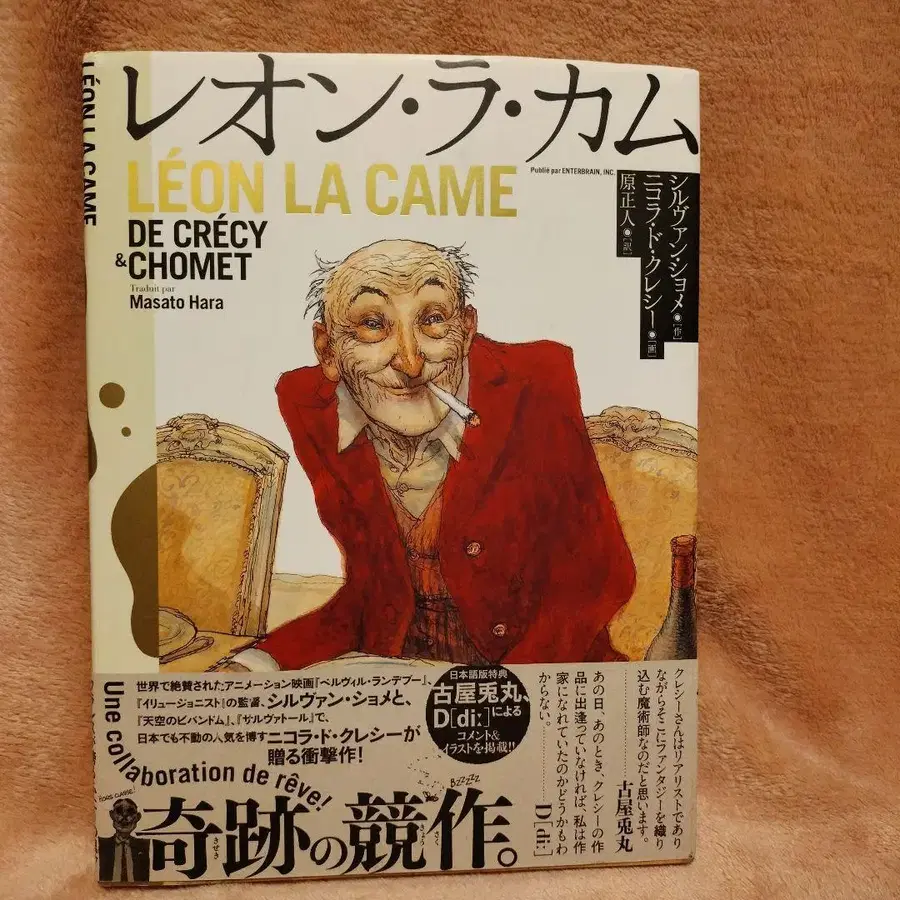 レオン・ラ・カム
LÉON LA CAME
LÉON LA CAME
Publié par ENTERBRAIN, INC.
DE CRÉCY
&CHOMET
Traduit par
Masato Hara
シルヴァン・ショメ●[作]
ニコラ・ド・クレシー●[画]
原正人●[訳]
世界で絶賛されたアニメーション映画『ベルヴィル・ランデブー』、
『イリュージョニスト』の監督、シルヴァン・ショメと、
『天空のビバンドム』、『サルヴァトール』で、
日本でも不動の人気を博すニコラ・ド・クレシーが
贈る衝撃作!
日本語版特典
古屋兎丸、
D[di:]による
コメント&
イラストを掲載!!
クレシーさんはリアリストであり
ながらそこにファンタジーを織り
込む魔術師なのだと思います。
古屋兎丸
あの日、あのとき、クレシーの作
品に出逢っていなければ、私は作
家になれていたのかどうかもわ
からない。
D[di:]
Une collaboration de rêve!
BZZZZZ
HORS CLASSE!
奇跡の競作。
きせき
きょうさく